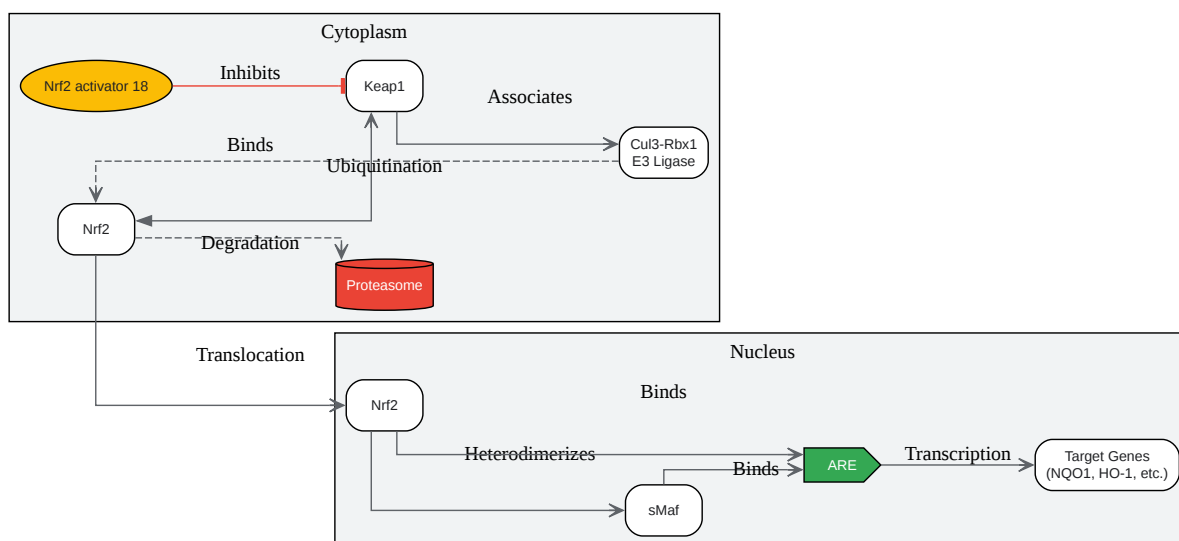 Cytoplasm
Nrf2 activator 18
Inhibits
Keap1
Associates
Binds
Cul3-Rbx1
E3 Ligase
Ubiquitination
Nrf2
Degradation
Proteasome
Translocation
Nucleus
Nrf2
Binds
Heterodimerizes
Binds
ARE
Transcription
Target Genes
(NQO1, HO-1, etc.)
sMaf